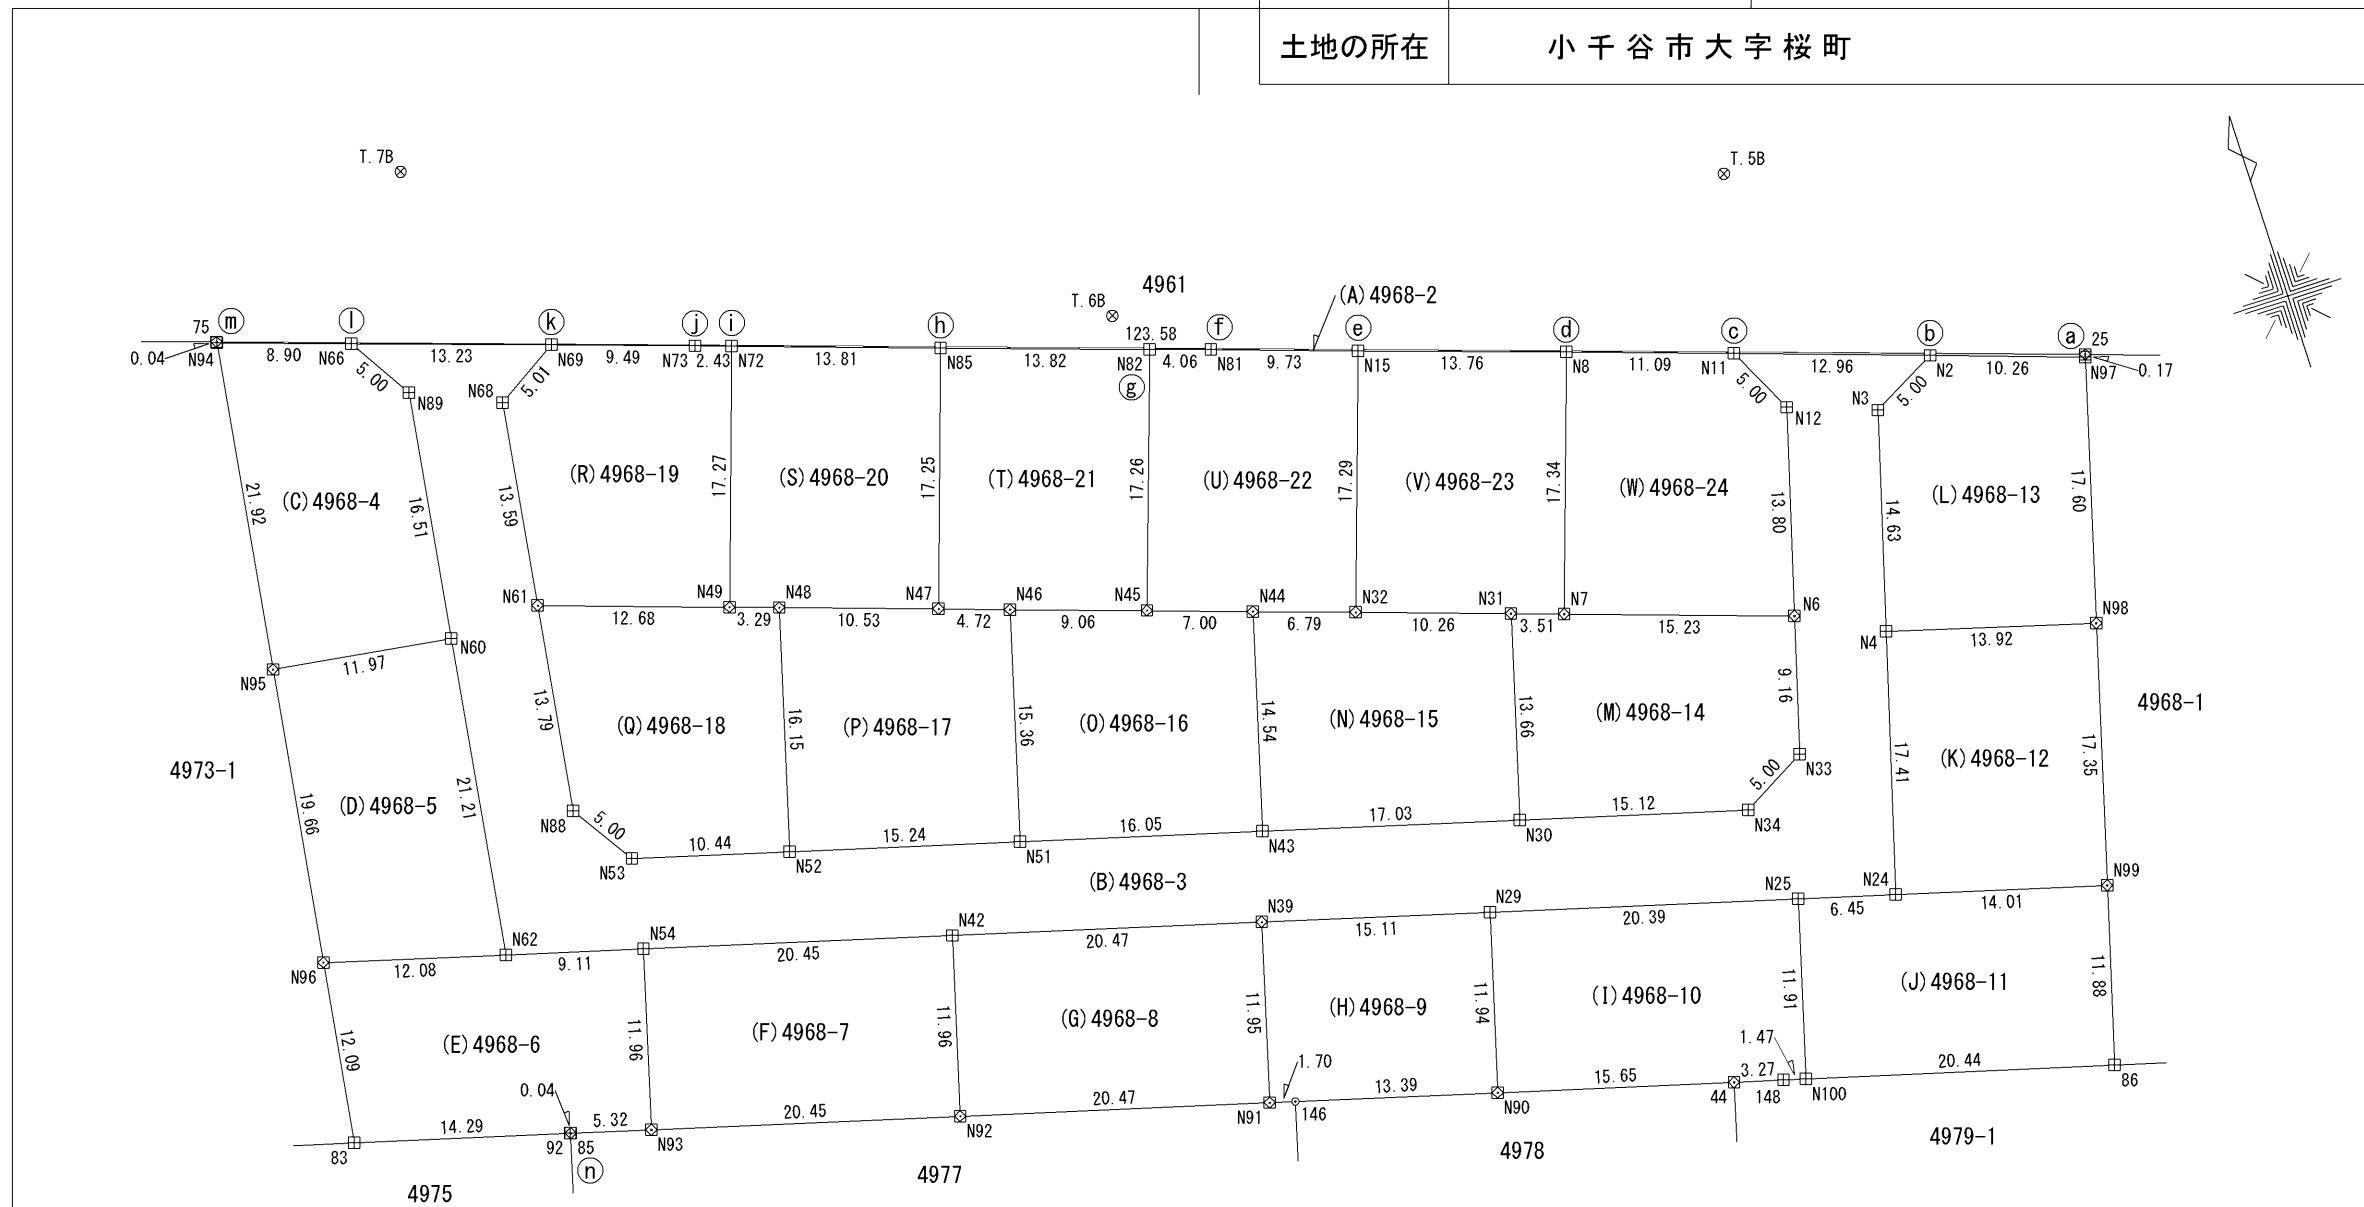 土地の所在 小千谷市大字桜町
T.7B T.5B
4961
T.6B
(A)4968-2
75 m l k j i h 123.58 f e d c b a 25
0.04 N94 8.90 N66 13.23 N69 9.49 N73 2.43 N72 13.81 N85 13.82 N82 4.06 N81 9.73 N15 13.76 N8 11.09 N11 12.96 N2 10.26 N97 0.17
g
5.00 N89 N68 5.01 5.00 N12 N3 5.00
(C)4968-4 (R)4968-19 (S)4968-20 (T)4968-21 (U)4968-22 (V)4968-23 (W)4968-24 (L)4968-13
21.92 16.51 13.59 17.27 17.25 17.26 17.29 17.34 13.80 14.63 17.60
N61 N49 N48 N47 N46 N45 N44 N32 N31 N7 N6 N98
12.68 3.29 10.53 4.72 9.06 7.00 6.79 10.26 3.51 15.23
N95 11.97 N60 N4 13.92
4973-1 (D)4968-5 (Q)4968-18 (P)4968-17 (O)4968-16 (N)4968-15 (M)4968-14 (K)4968-12 4968-1
19.66 21.21 13.79 16.15 15.36 14.54 13.66 9.16 17.41 17.35
N88 5.00 N33 5.00
N53 10.44 N52 15.24 N51 16.05 N43 17.03 N30 15.12 N34
(B)4968-3
N96 12.08 N62 9.11 N54 20.45 N42 20.47 N39 15.11 N29 20.39 N25 6.45 N24 14.01 N99
(E)4968-6 (F)4968-7 (G)4968-8 (H)4968-9 (I)4968-10 (J)4968-11
12.09 11.96 11.96 11.95 11.94 11.91 11.88
0.04 1.70 1.47
83 14.29 92 85 5.32 N93 20.45 N92 20.47 N91 146 13.39 N90 15.65 44 3.27 148 N100 20.44 86
n
4975 4977 4978 4979-1